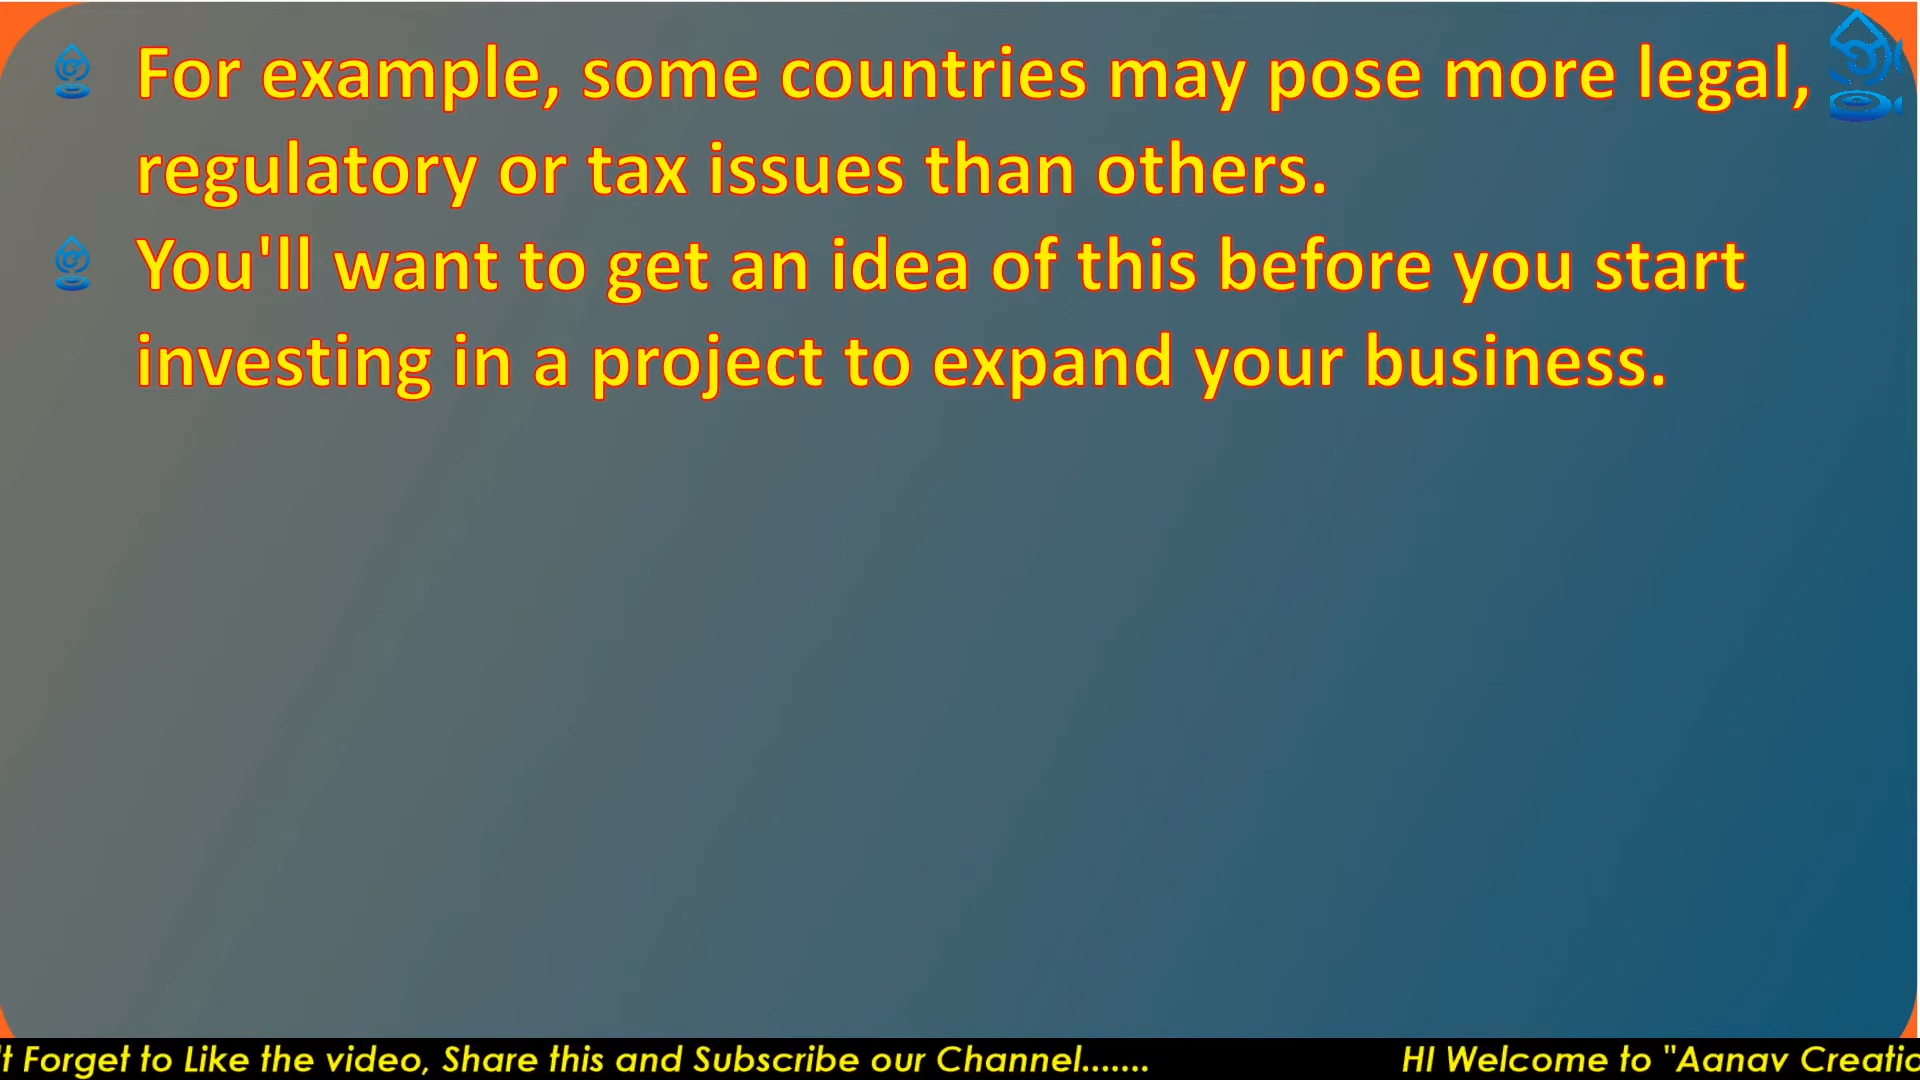 For example, some countries may pose more legal,
regulatory or tax issues than others.
You'll want to get an idea of this before you start
investing in a project to expand your business.
Forget to Like the video, Share this and Subscribe our Channel....... HI Welcome to "Aanav